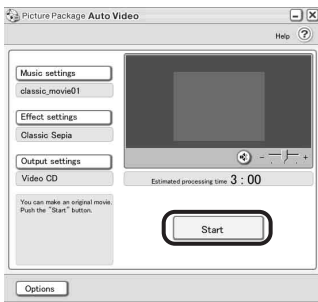 Picture Package Auto Video
Help ?
Music settings
classic_movie01
Effect settings
Classic Sepia
Output settings
Video CD
- +
Estimated processing time 3 : 00
You can make an original movie.
Push the "Start" button.
Start
Options